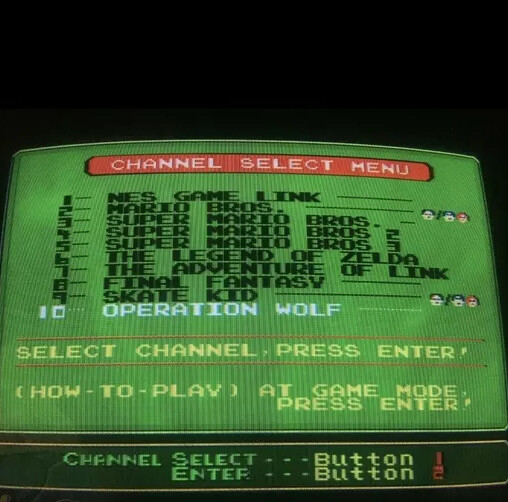 CHANNEL SELECT MENU
1 NES GAME LINK
2 MARIO BROS.
3 SUPER MARIO BROS.
4 SUPER MARIO BROS. 2
5 SUPER MARIO BROS. 3
6 THE LEGEND OF ZELDA
7 THE ADVENTURE OF LINK
8 FINAL FANTASY
9 SKATE KID
10 OPERATION WOLF
SELECT CHANNEL, PRESS ENTER!
(HOW-TO-PLAY) AT GAME MODE,
PRESS ENTER!
CHANNEL SELECT---Button 1
ENTER---Button 2